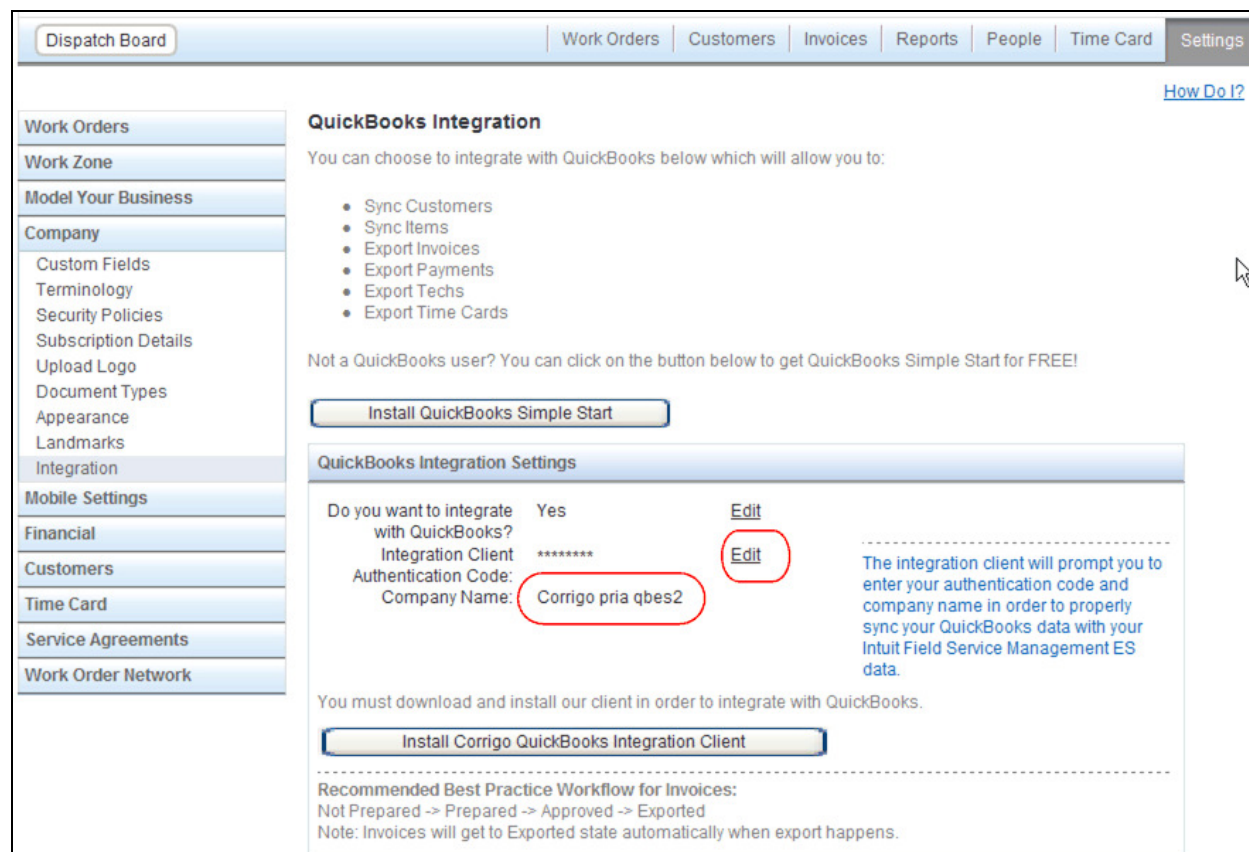 Dispatch Board
Work Orders Customers Invoices Reports People Time Card Settings
How Do I?
Work Orders
Work Zone
Model Your Business
Company
Custom Fields
Terminology
Security Policies
Subscription Details
Upload Logo
Document Types
Appearance
Landmarks
Integration
Mobile Settings
Financial
Customers
Time Card
Service Agreements
Work Order Network
QuickBooks Integration
You can choose to integrate with QuickBooks below which will allow you to:
• Sync Customers
• Sync Items
• Export Invoices
• Export Payments
• Export Techs
• Export Time Cards
Not a QuickBooks user? You can click on the button below to get QuickBooks Simple Start for FREE!
Install QuickBooks Simple Start
QuickBooks Integration Settings
Do you want to integrate Yes Edit
with QuickBooks?
Integration Client ******** Edit
Authentication Code:
Company Name: Corrigo pria qbes2
The integration client will prompt you to
enter your authentication code and
company name in order to properly
sync your QuickBooks data with your
Intuit Field Service Management ES
data.
You must download and install our client in order to integrate with QuickBooks.
Install Corrigo QuickBooks Integration Client
Recommended Best Practice Workflow for Invoices:
Not Prepared -> Prepared -> Approved -> Exported
Note: Invoices will get to Exported state automatically when export happens.